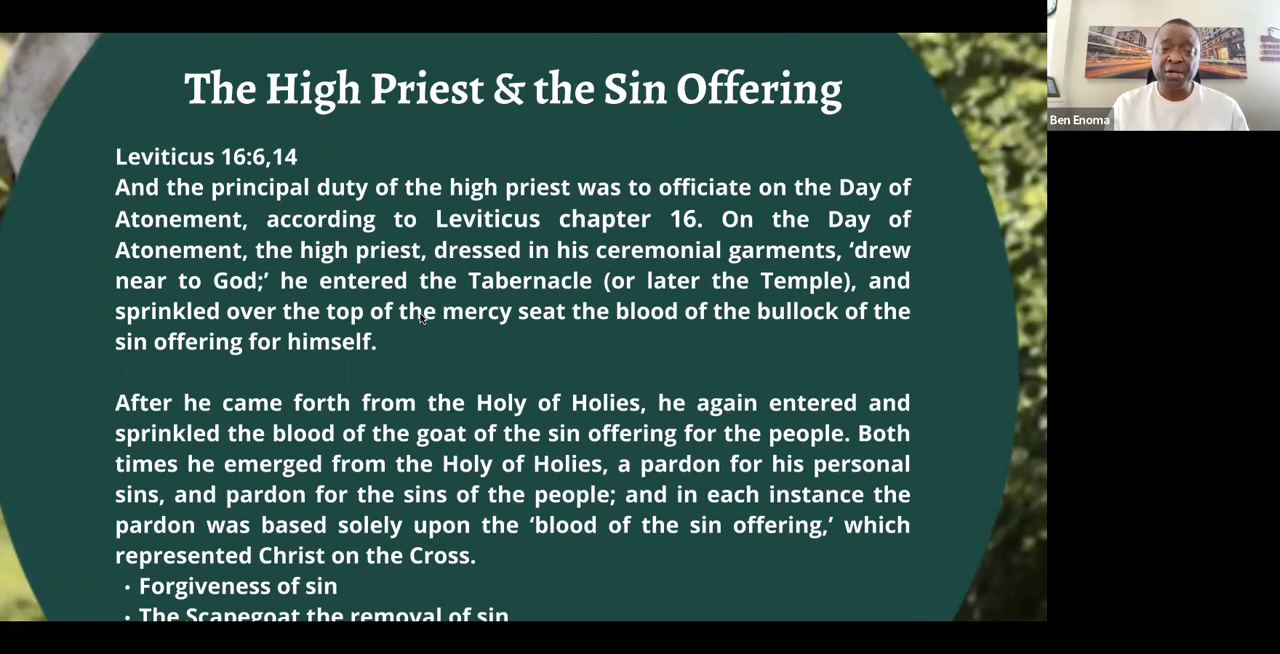 The High Priest & the Sin Offering
Leviticus 16:6,14
And the principal duty of the high priest was to officiate on the Day of
Atonement, according to Leviticus chapter 16. On the Day of
Atonement, the high priest, dressed in his ceremonial garments, ‘drew
near to God;’ he entered the Tabernacle (or later the Temple), and
sprinkled over the top of the mercy seat the blood of the bullock of the
sin offering for himself.
After he came forth from the Holy of Holies, he again entered and
sprinkled the blood of the goat of the sin offering for the people. Both
times he emerged from the Holy of Holies, a pardon for his personal
sins, and pardon for the sins of the people; and in each instance the
pardon was based solely upon the ‘blood of the sin offering,’ which
represented Christ on the Cross.
• Forgiveness of sin
• The Scapegoat the removal of sin
Ben Enoma